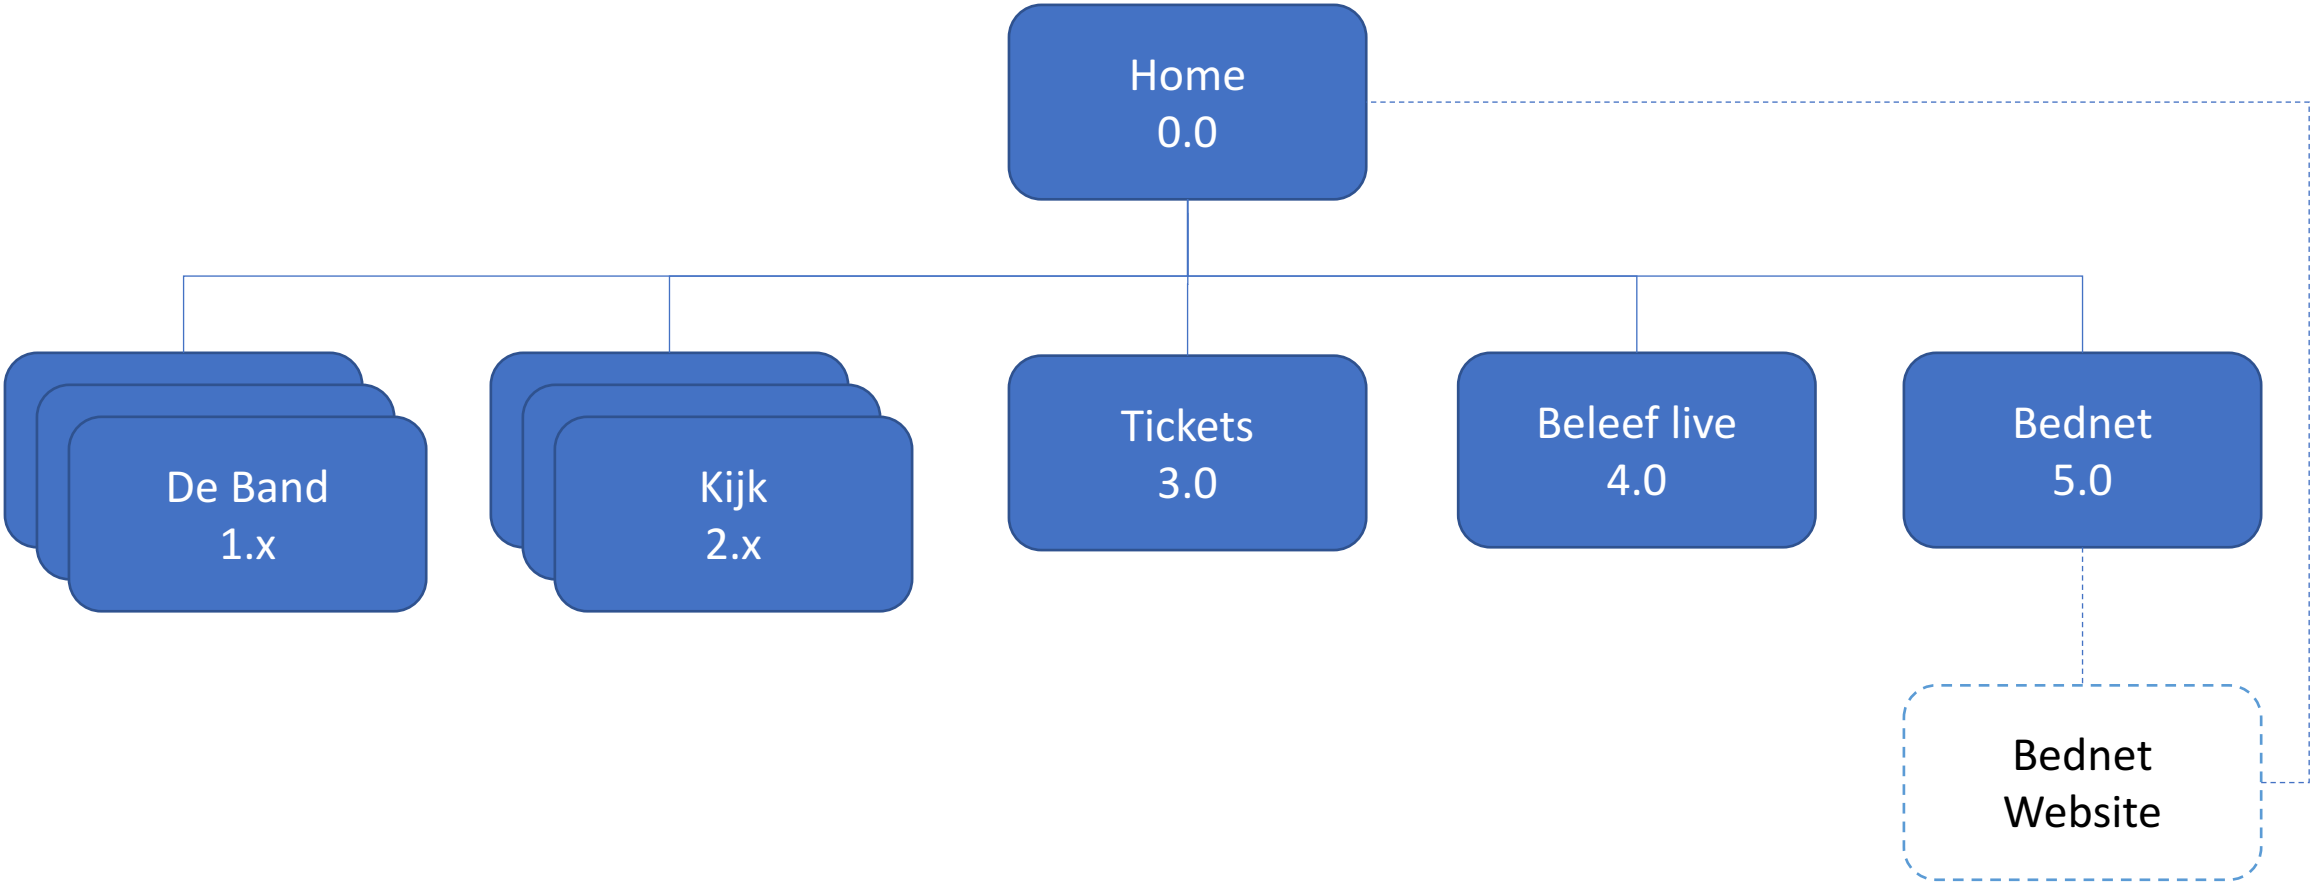 Home
0.0
De Band
1.x
Kijk
2.x
Tickets
3.0
Beleef live
4.0
Bednet
5.0
Bednet
Website